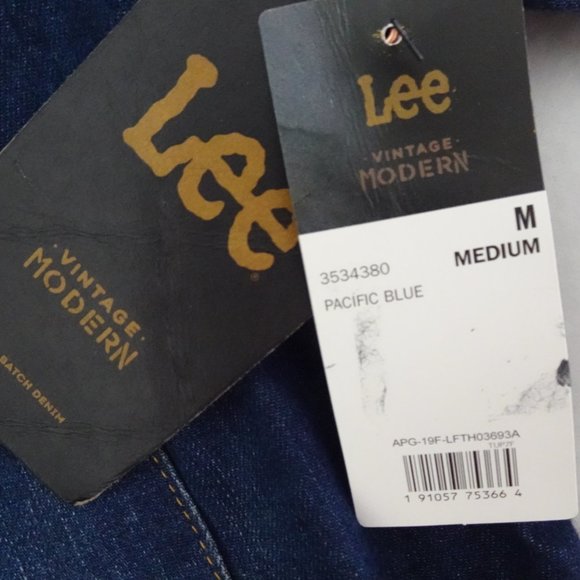 Lee
®
·VINTAGE·
MODERN
BATCH DENIM
Lee
·VINTAGE·
MODERN
M
MEDIUM
3534380
PACIFIC BLUE
APG-19F-LFTH03693A
TUP7F
1 91057 75366 4